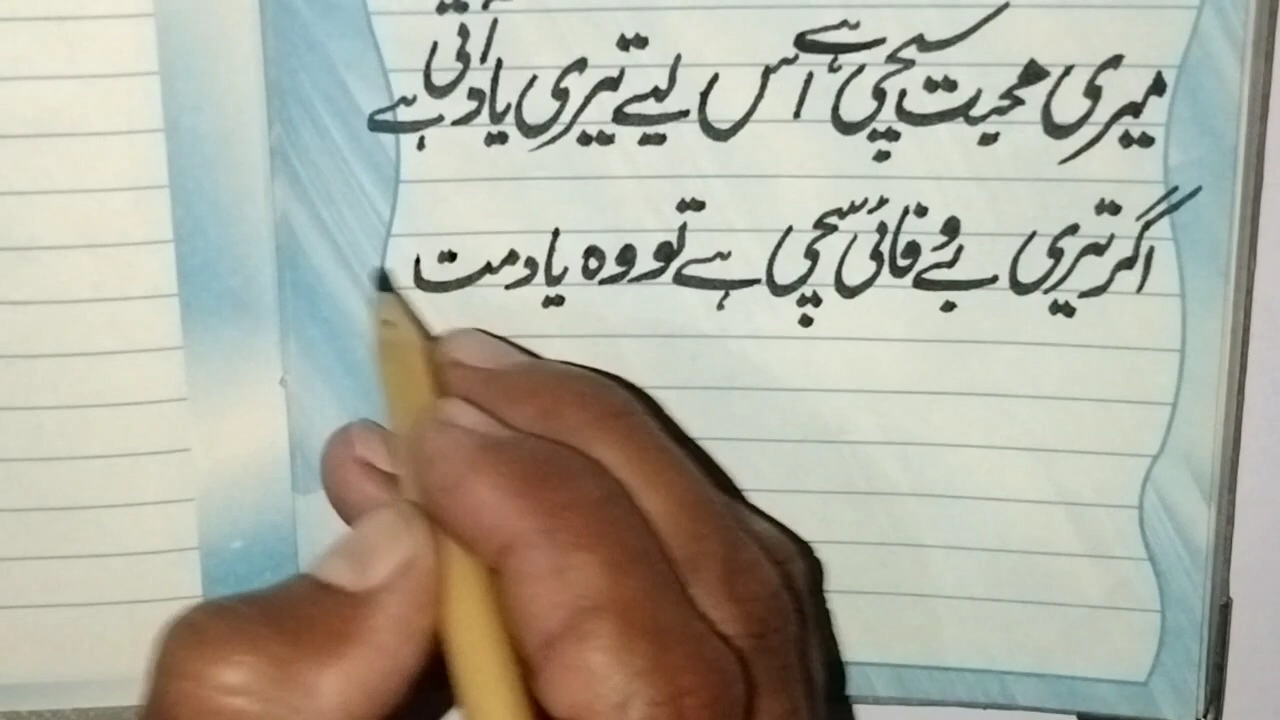 میری محبت سچی ہے اس لیے تیری یاد آتی ہے
اگر تیری بے وفائی سچی ہے تو وہ یاد مت